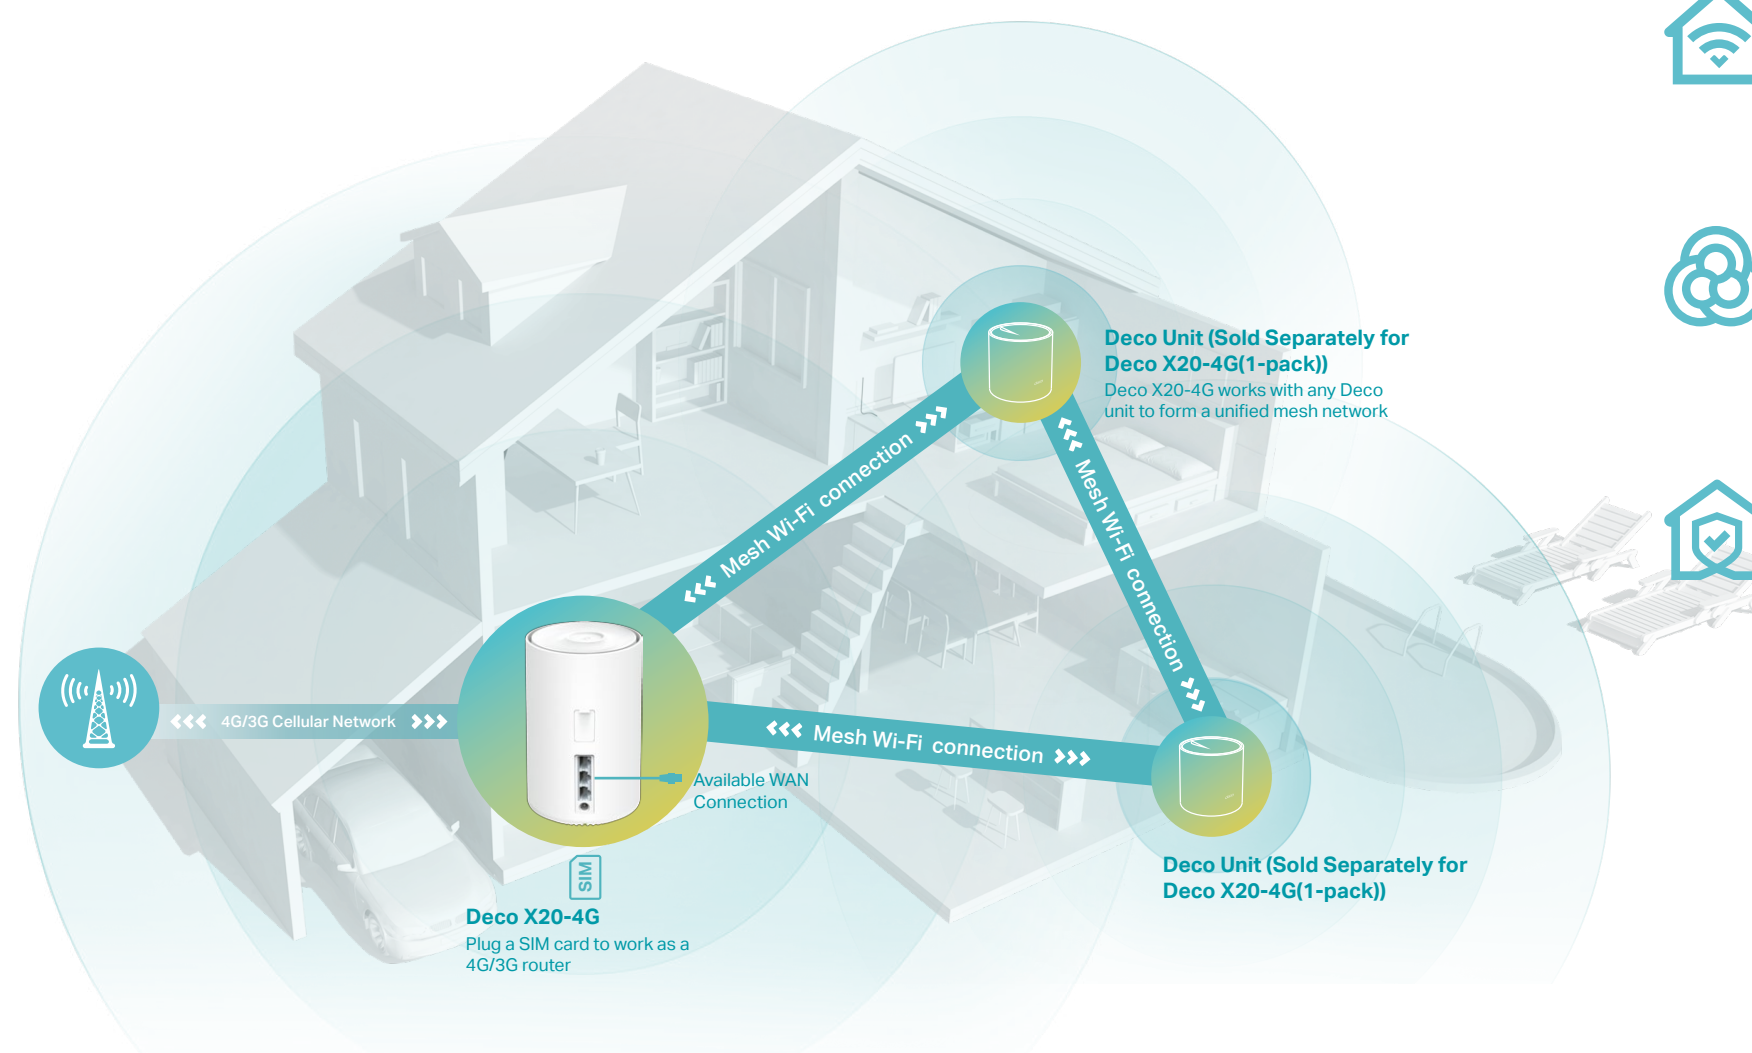 Deco Unit (Sold Separately for
Deco X20-4G(1-pack))
Deco X20-4G works with any Deco
unit to form a unified mesh network
Mesh Wi-Fi connection
Mesh Wi-Fi connection
4G/3G Cellular Network
Mesh Wi-Fi connection
Available WAN
Connection
SIM
Deco X20-4G
Plug a SIM card to work as a
4G/3G router
Deco Unit (Sold Separately for
Deco X20-4G(1-pack))